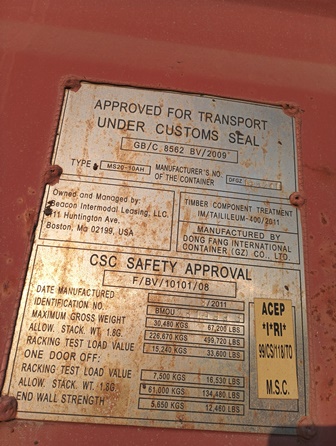 APPROVED FOR TRANSPORT
UNDER CUSTOMS SEAL
GB/C 8562 BV/2009
TYPE MS20-10AH MANUFACTURER'S NO. OF THE CONTAINER DFDZ
Owned and Managed by:
Beacon Intermodal Leasing, LLC.
11 Huntington Ave.
Boston, Ma 02199, USA
TIMBER COMPONENT TREATMENT
IM/TAILILEUM-400/2011
MANUFACTURED BY
DONG FANG INTERNATIONAL
CONTAINER (GZ) CO., LTD.
CSC SAFETY APPROVAL
F/BV/10101/08
DATE MANUFACTURED /2011
IDENTIFICATION NO. BMOU
MAXIMUM GROSS WEIGHT 30,480 KGS 67,200 LBS
ALLOW. STACK. WT. 1.8G 226,670 KGS 499,720 LBS
RACKING TEST LOAD VALUE 15,240 KGS 33,600 LBS
ONE DOOR OFF:
RACKING TEST LOAD VALUE 7,500 KGS 16,530 LBS
ALLOW. STACK. WT. 1.8G 61,000 KGS 134,480 LBS
END WALL STRENGTH 5,650 KGS 12,460 LBS
ACEP
*I*RI*
99/CS/118/TO
M.S.C.